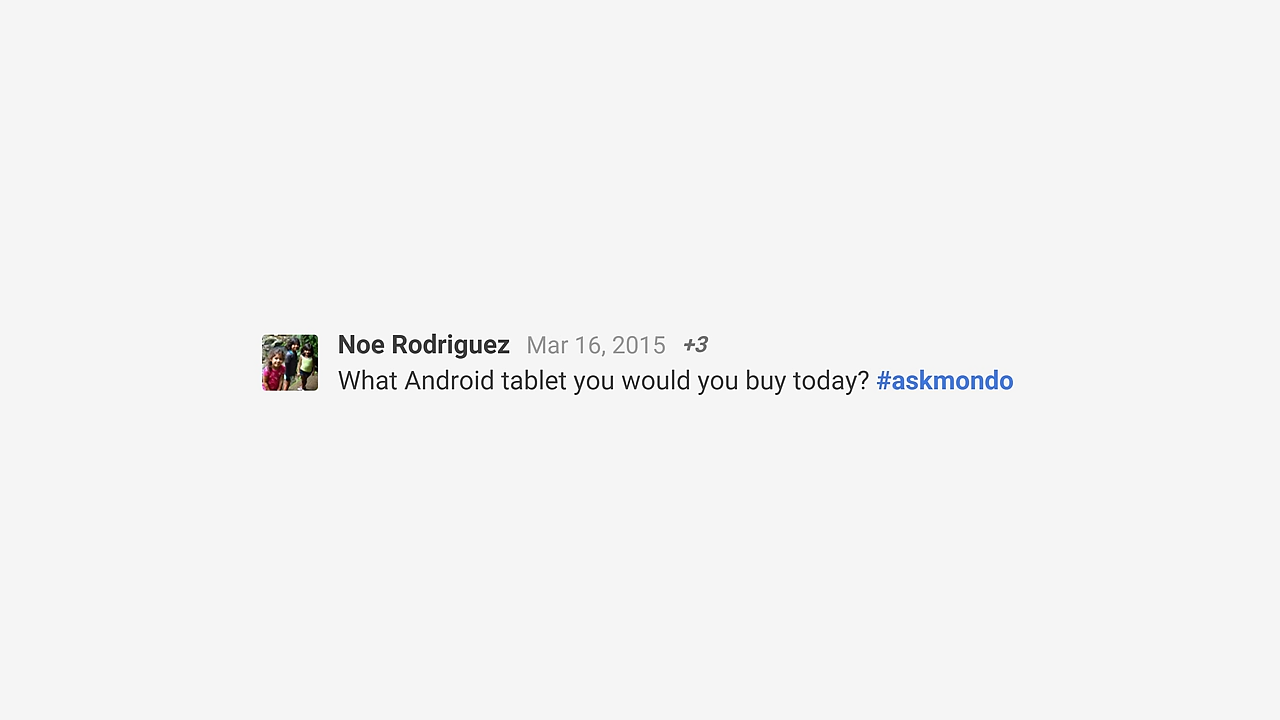 Noe Rodriguez Mar 16, 2015 +3
What Android tablet you would you buy today? #askmondo